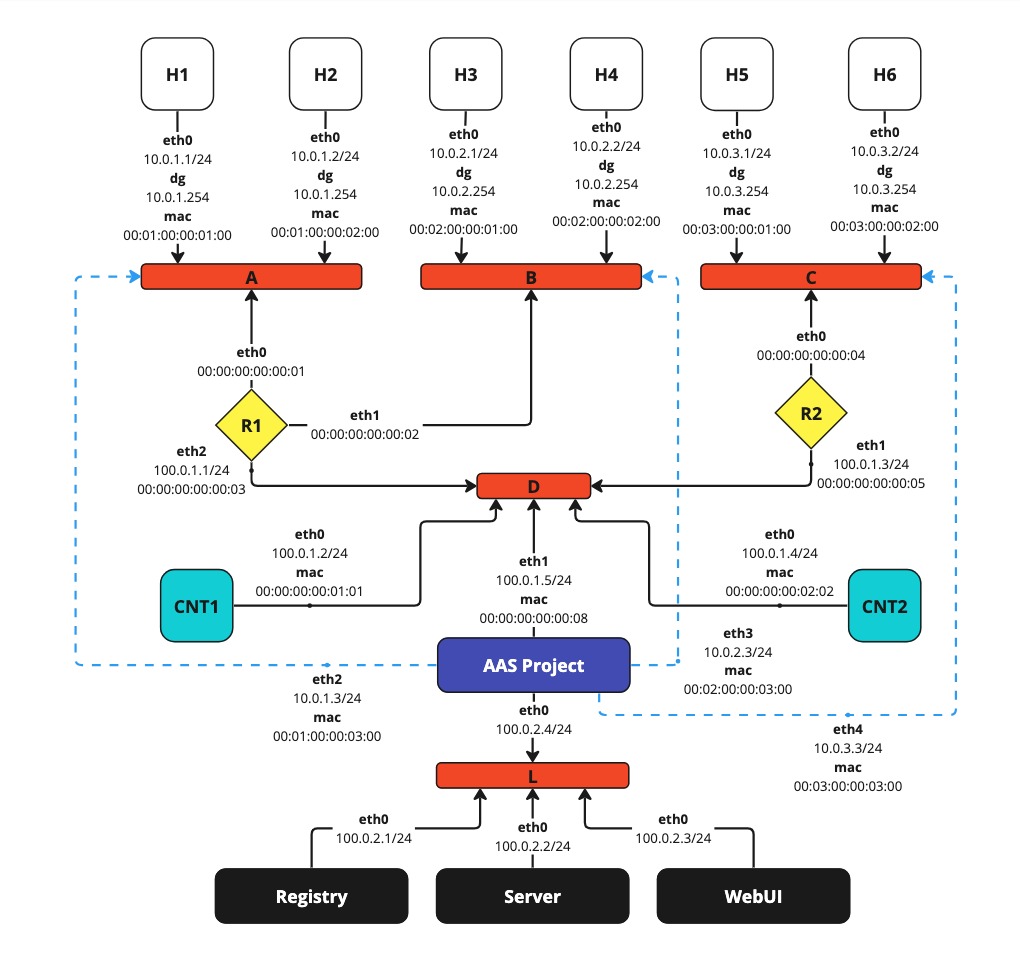 H1
H2
H3
H4
H5
H6
eth0
10.0.1.1/24
dg
10.0.1.254
mac
00:01:00:00:01:00
eth0
10.0.1.2/24
dg
10.0.1.254
mac
00:01:00:00:02:00
eth0
10.0.2.1/24
dg
10.0.2.254
mac
00:02:00:00:01:00
eth0
10.0.2.2/24
dg
10.0.2.254
mac
00:02:00:00:02:00
eth0
10.0.3.1/24
dg
10.0.3.254
mac
00:03:00:00:01:00
eth0
10.0.3.2/24
dg
10.0.3.254
mac
00:03:00:00:02:00
A
B
C
eth0
00:00:00:00:00:01
eth0
00:00:00:00:00:04
R1
eth1
00:00:00:00:00:02
R2
eth2
100.0.1.1/24
00:00:00:00:00:03
eth1
100.0.1.3/24
00:00:00:00:00:05
D
eth0
100.0.1.2/24
mac
00:00:00:00:01:01
eth1
100.0.1.5/24
mac
00:00:00:00:00:08
eth0
100.0.1.4/24
mac
00:00:00:00:02:02
CNT1
CNT2
AAS Project
eth3
10.0.2.3/24
mac
00:02:00:00:03:00
eth2
10.0.1.3/24
mac
00:01:00:00:03:00
eth0
100.0.2.4/24
eth4
10.0.3.3/24
mac
00:03:00:00:03:00
L
eth0
100.0.2.1/24
eth0
100.0.2.2/24
eth0
100.0.2.3/24
Registry
Server
WebUI